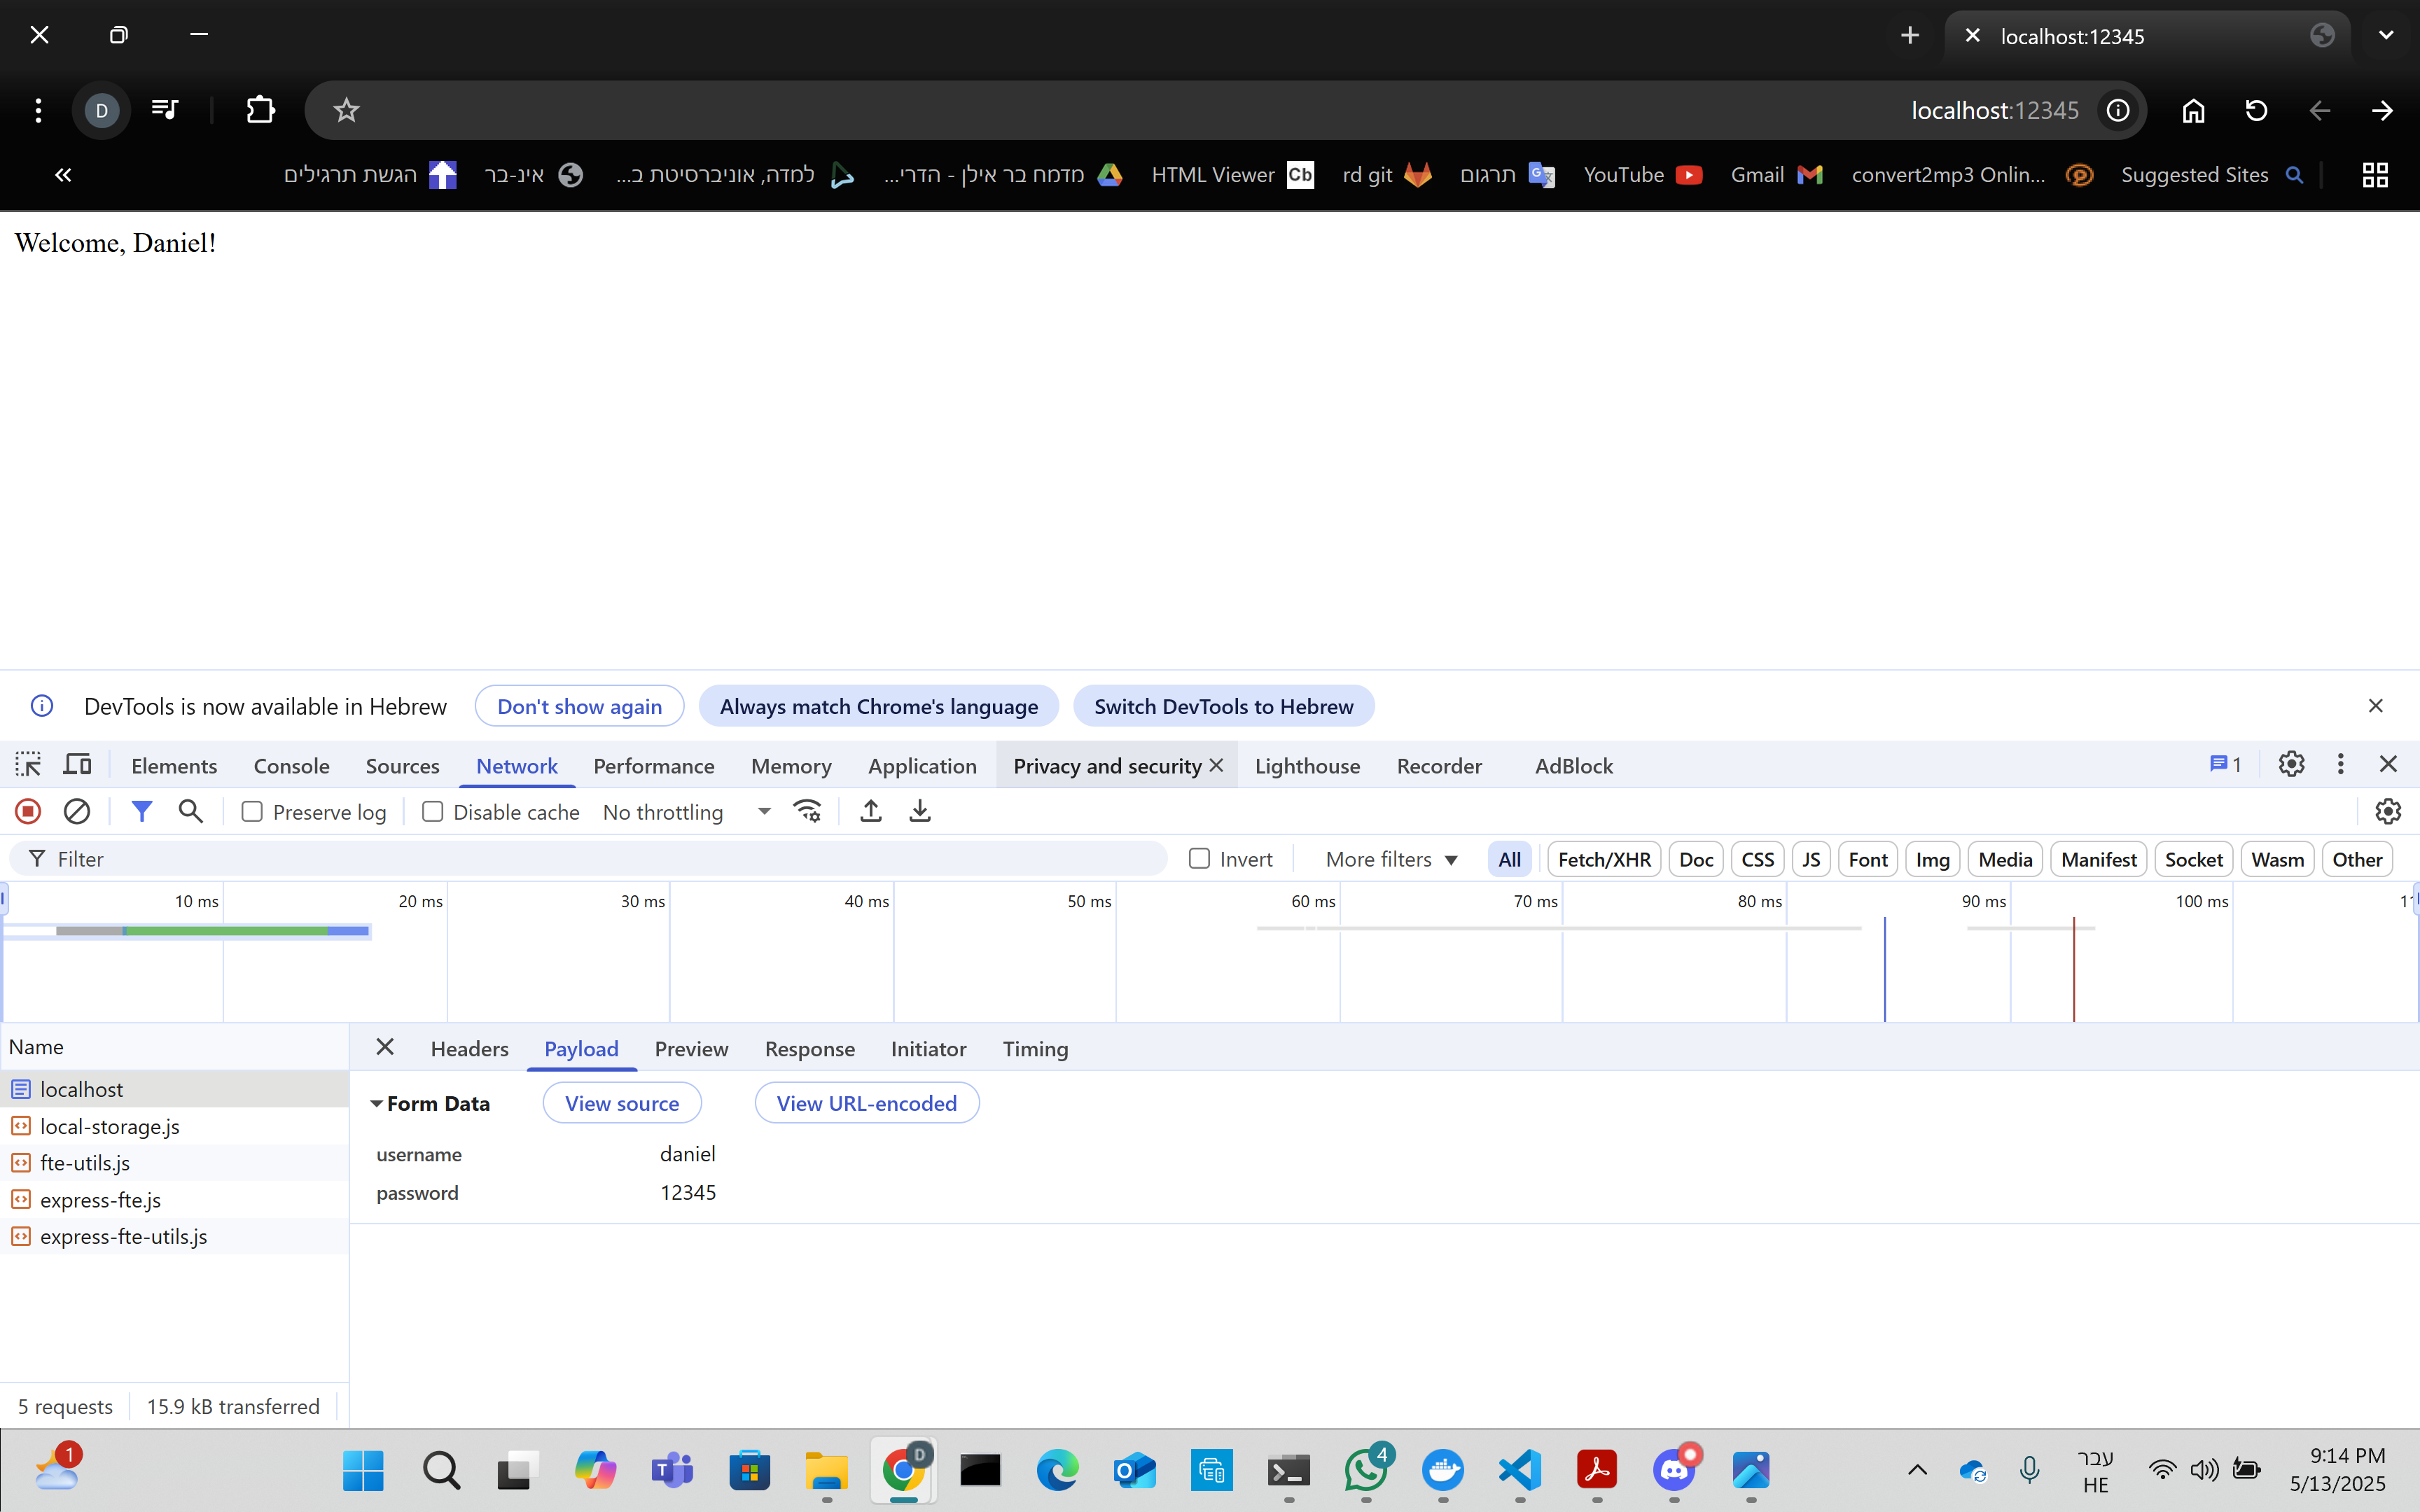 localhost:12345
D
localhost:12345
הגשת תרגילים
אינ-בר
למדה, אוניברסיטת ב...
מדמח בר אילן - הדרי...
HTML Viewer
Cb
rd git
תרגום
YouTube
Gmail
convert2mp3 Onlin...
Suggested Sites
Welcome, Daniel!
DevTools is now available in Hebrew
Don't show again
Always match Chrome's language
Switch DevTools to Hebrew
Elements
Console
Sources
Network
Performance
Memory
Application
Privacy and security
Lighthouse
Recorder
AdBlock
1
Preserve log
Disable cache
No throttling
Filter
Invert
More filters
All
Fetch/XHR
Doc
CSS
JS
Font
Img
Media
Manifest
Socket
Wasm
Other
10 ms
20 ms
30 ms
40 ms
50 ms
60 ms
70 ms
80 ms
90 ms
100 ms
Name
Headers
Payload
Preview
Response
Initiator
Timing
localhost
Form Data
View source
View URL-encoded
local-storage.js
username
daniel
fte-utils.js
password
12345
express-fte.js
express-fte-utils.js
5 requests
15.9 kB transferred
1
D
4
עבר
HE
9:14 PM
5/13/2025